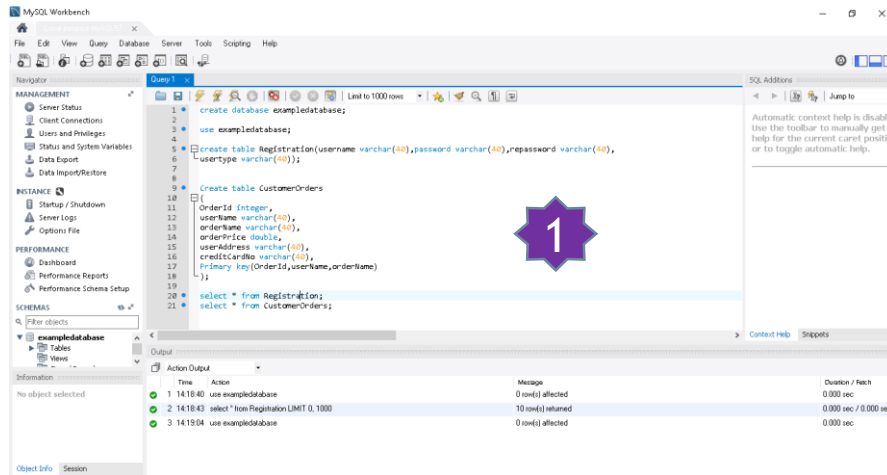 MySQL Workbench
File Edit View Query Database Server Tools Scripting Help
Navigator
MANAGEMENT
Server Status
Client Connections
Users and Privileges
Status and System Variables
Data Export
Data Import/Restore
INSTANCE
Startup / Shutdown
Server Logs
Options File
PERFORMANCE
Dashboard
Performance Reports
Performance Schema Setup
SCHEMAS
Filter objects
exampledatabase
Tables
Views
Information
No object selected
Object Info Session
Query 1
Limit to 1000 rows
1 create database exampledatabase;
2
3 use exampledatabase;
4
5 create table Registration(username varchar(40),password varchar(40),repassword varchar(40),
6 usertype varchar(40));
7
8
9 Create table CustomerOrders
10 (
11 OrderId integer,
12 userName varchar(40),
13 orderName varchar(40),
14 orderPrice double,
15 userAddress varchar(40),
16 creditCardNo varchar(40),
17 Primary key(OrderId,userName,orderName)
18 );
19
20 select * from Registration;
21 select * from CustomerOrders;
1
SQL Additions
Jump to
Automatic context help is disabl
Use the toolbar to manually get
help for the current caret positi
or to toggle automatic help.
Context Help Snippets
Output
Action Output
Time Action Message Duration / Fetch
1 14:18:40 use exampledatabase 0 row(s) affected 0.000 sec
2 14:18:43 select * from Registration LIMIT 0, 1000 10 row(s) returned 0.000 sec / 0.000 se
3 14:19:04 use exampledatabase 0 row(s) affected 0.000 sec